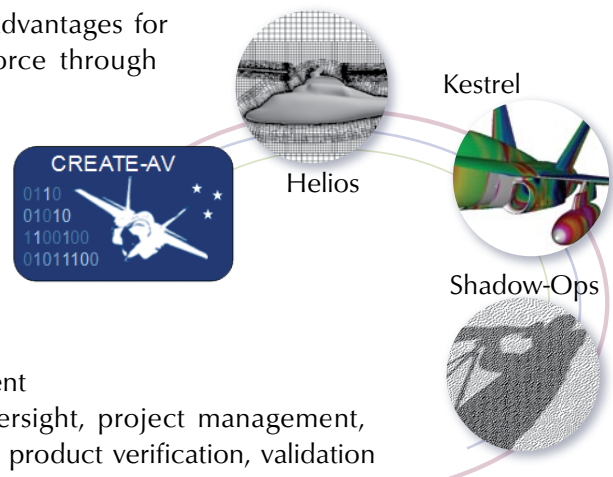 dvantages for
orce through
Kestrel
Helios
CREATE-AV
0110
01010
1100100
01011100
Shadow-Ops
ent
ersight, project management,
product verification, validation